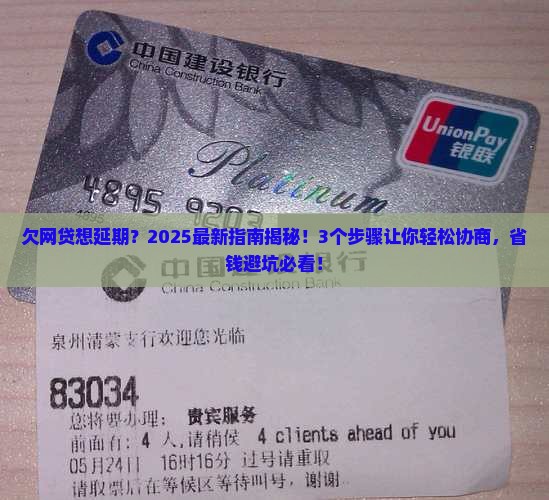 中国建设银行
China Construction Bank
UnionPay
银联
Platinum
4895 9203
欠网贷想延期？2025最新指南揭秘！3个步骤让你轻松协商，省
钱避坑必看！
中国建设银行
China Construction Bank
泉州清蒙支行欢迎您光临
83034
您将要办理： 贵宾服务
前面有: 4 人,请稍侯 4 clients ahead of you
05月24日 16时16分 过号请重取
请取票后在等候区等待叫号，谢谢